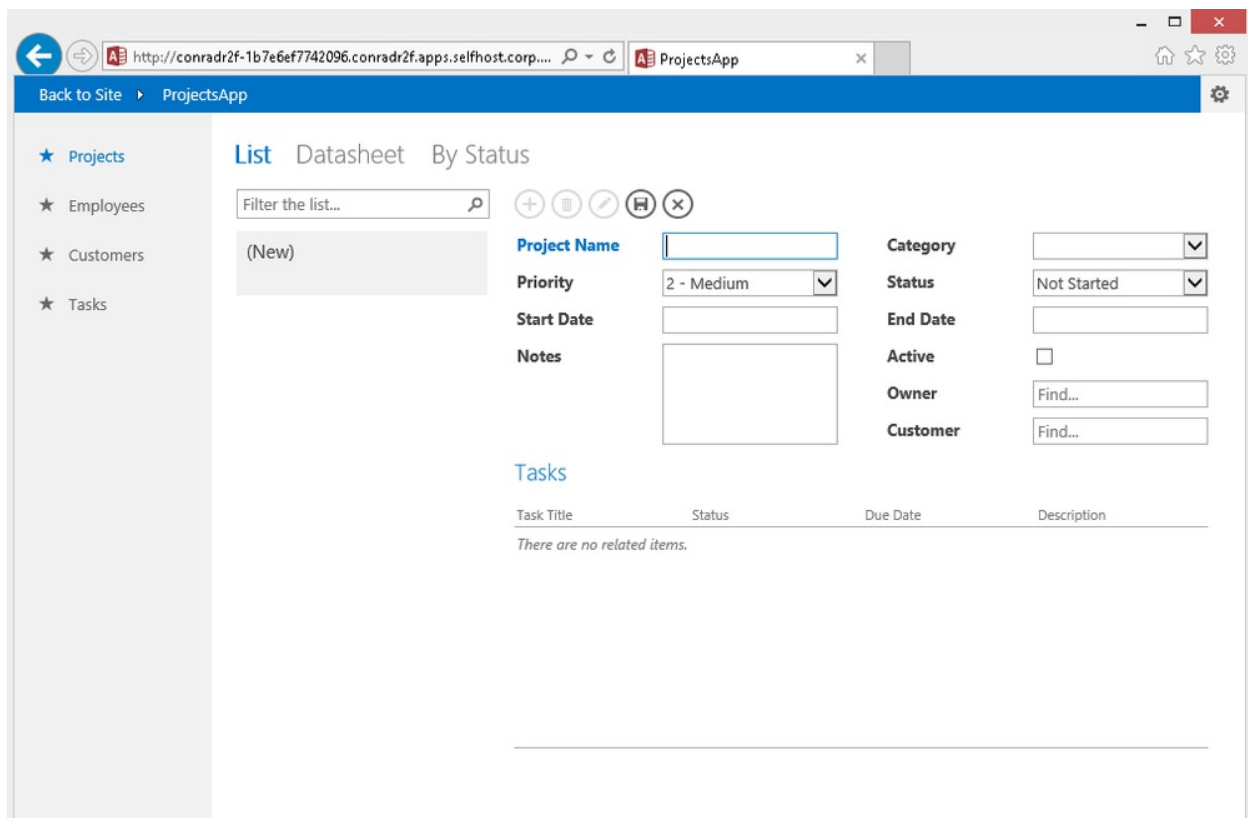 http://conradr2f-1b7e6ef7742096.conradr2f.apps.selfhost.corp.... ProjectsApp
Back to Site ProjectsApp
Projects
Employees
Customers
Tasks
List Datasheet By Status
Filter the list...
(New)
Project Name Category
Priority 2 - Medium Status Not Started
Start Date End Date
Notes Active
Owner Find...
Customer Find...
Tasks
Task Title Status Due Date Description
There are no related items.